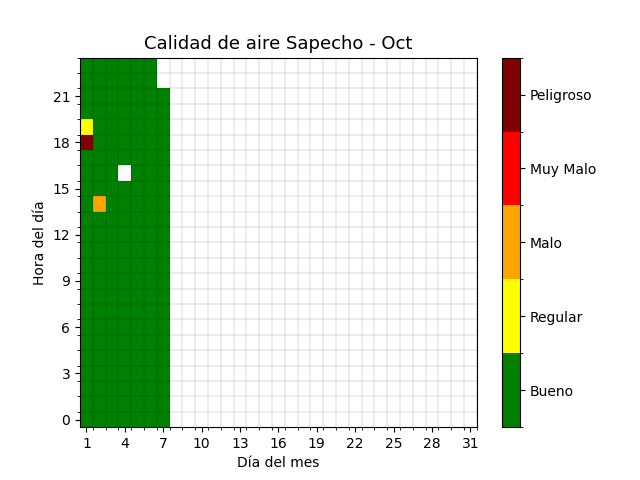 Calidad de aire Sapecho - Oct
Hora del día
21
18
15
12
9
6
3
0
1 4 7 10 13 16 19 22 25 28 31
Día del mes
Peligroso
Muy Malo
Malo
Regular
Bueno